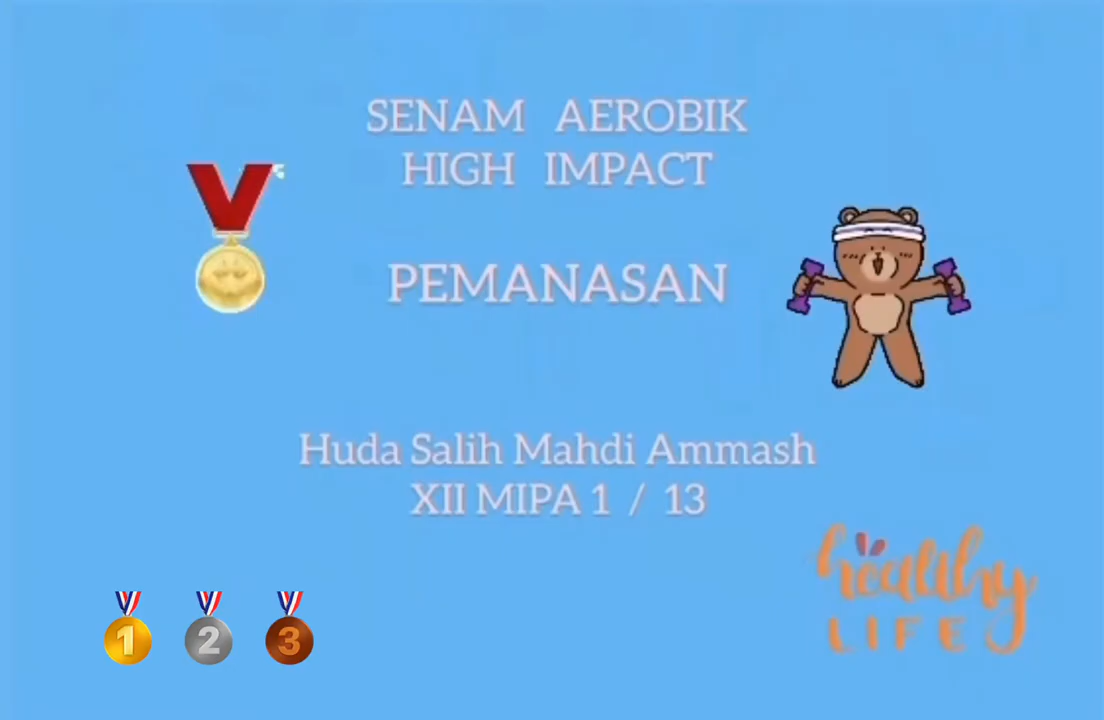 SENAM AEROBIK
HIGH IMPACT
PEMANASAN
Huda Salih Mahdi Ammash
XII MIPA 1 / 13
healthy
LIFE
1 2 3